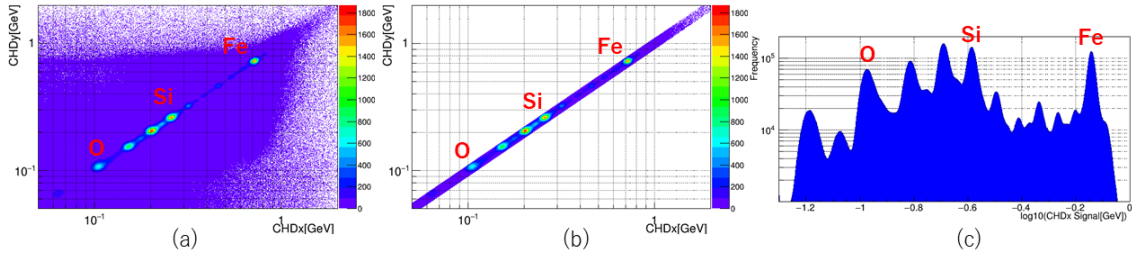 CHDy[GeV]
1
10⁻¹
10⁻¹
1
CHDx[GeV]
O
Si
Fe
1800
1600
1400
1200
1000
800
600
400
200
0
(a)
CHDy[GeV]
1
10⁻¹
10⁻¹
1
CHDx[GeV]
O
Si
Fe
1800
1600
1400
1200
1000
800
600
400
200
0
(b)
Frequency
10⁵
10⁴
O
Si
Fe
−1.2
−1
−0.8
−0.6
−0.4
−0.2
0
log10(CHDx Signal[GeV])
(c)